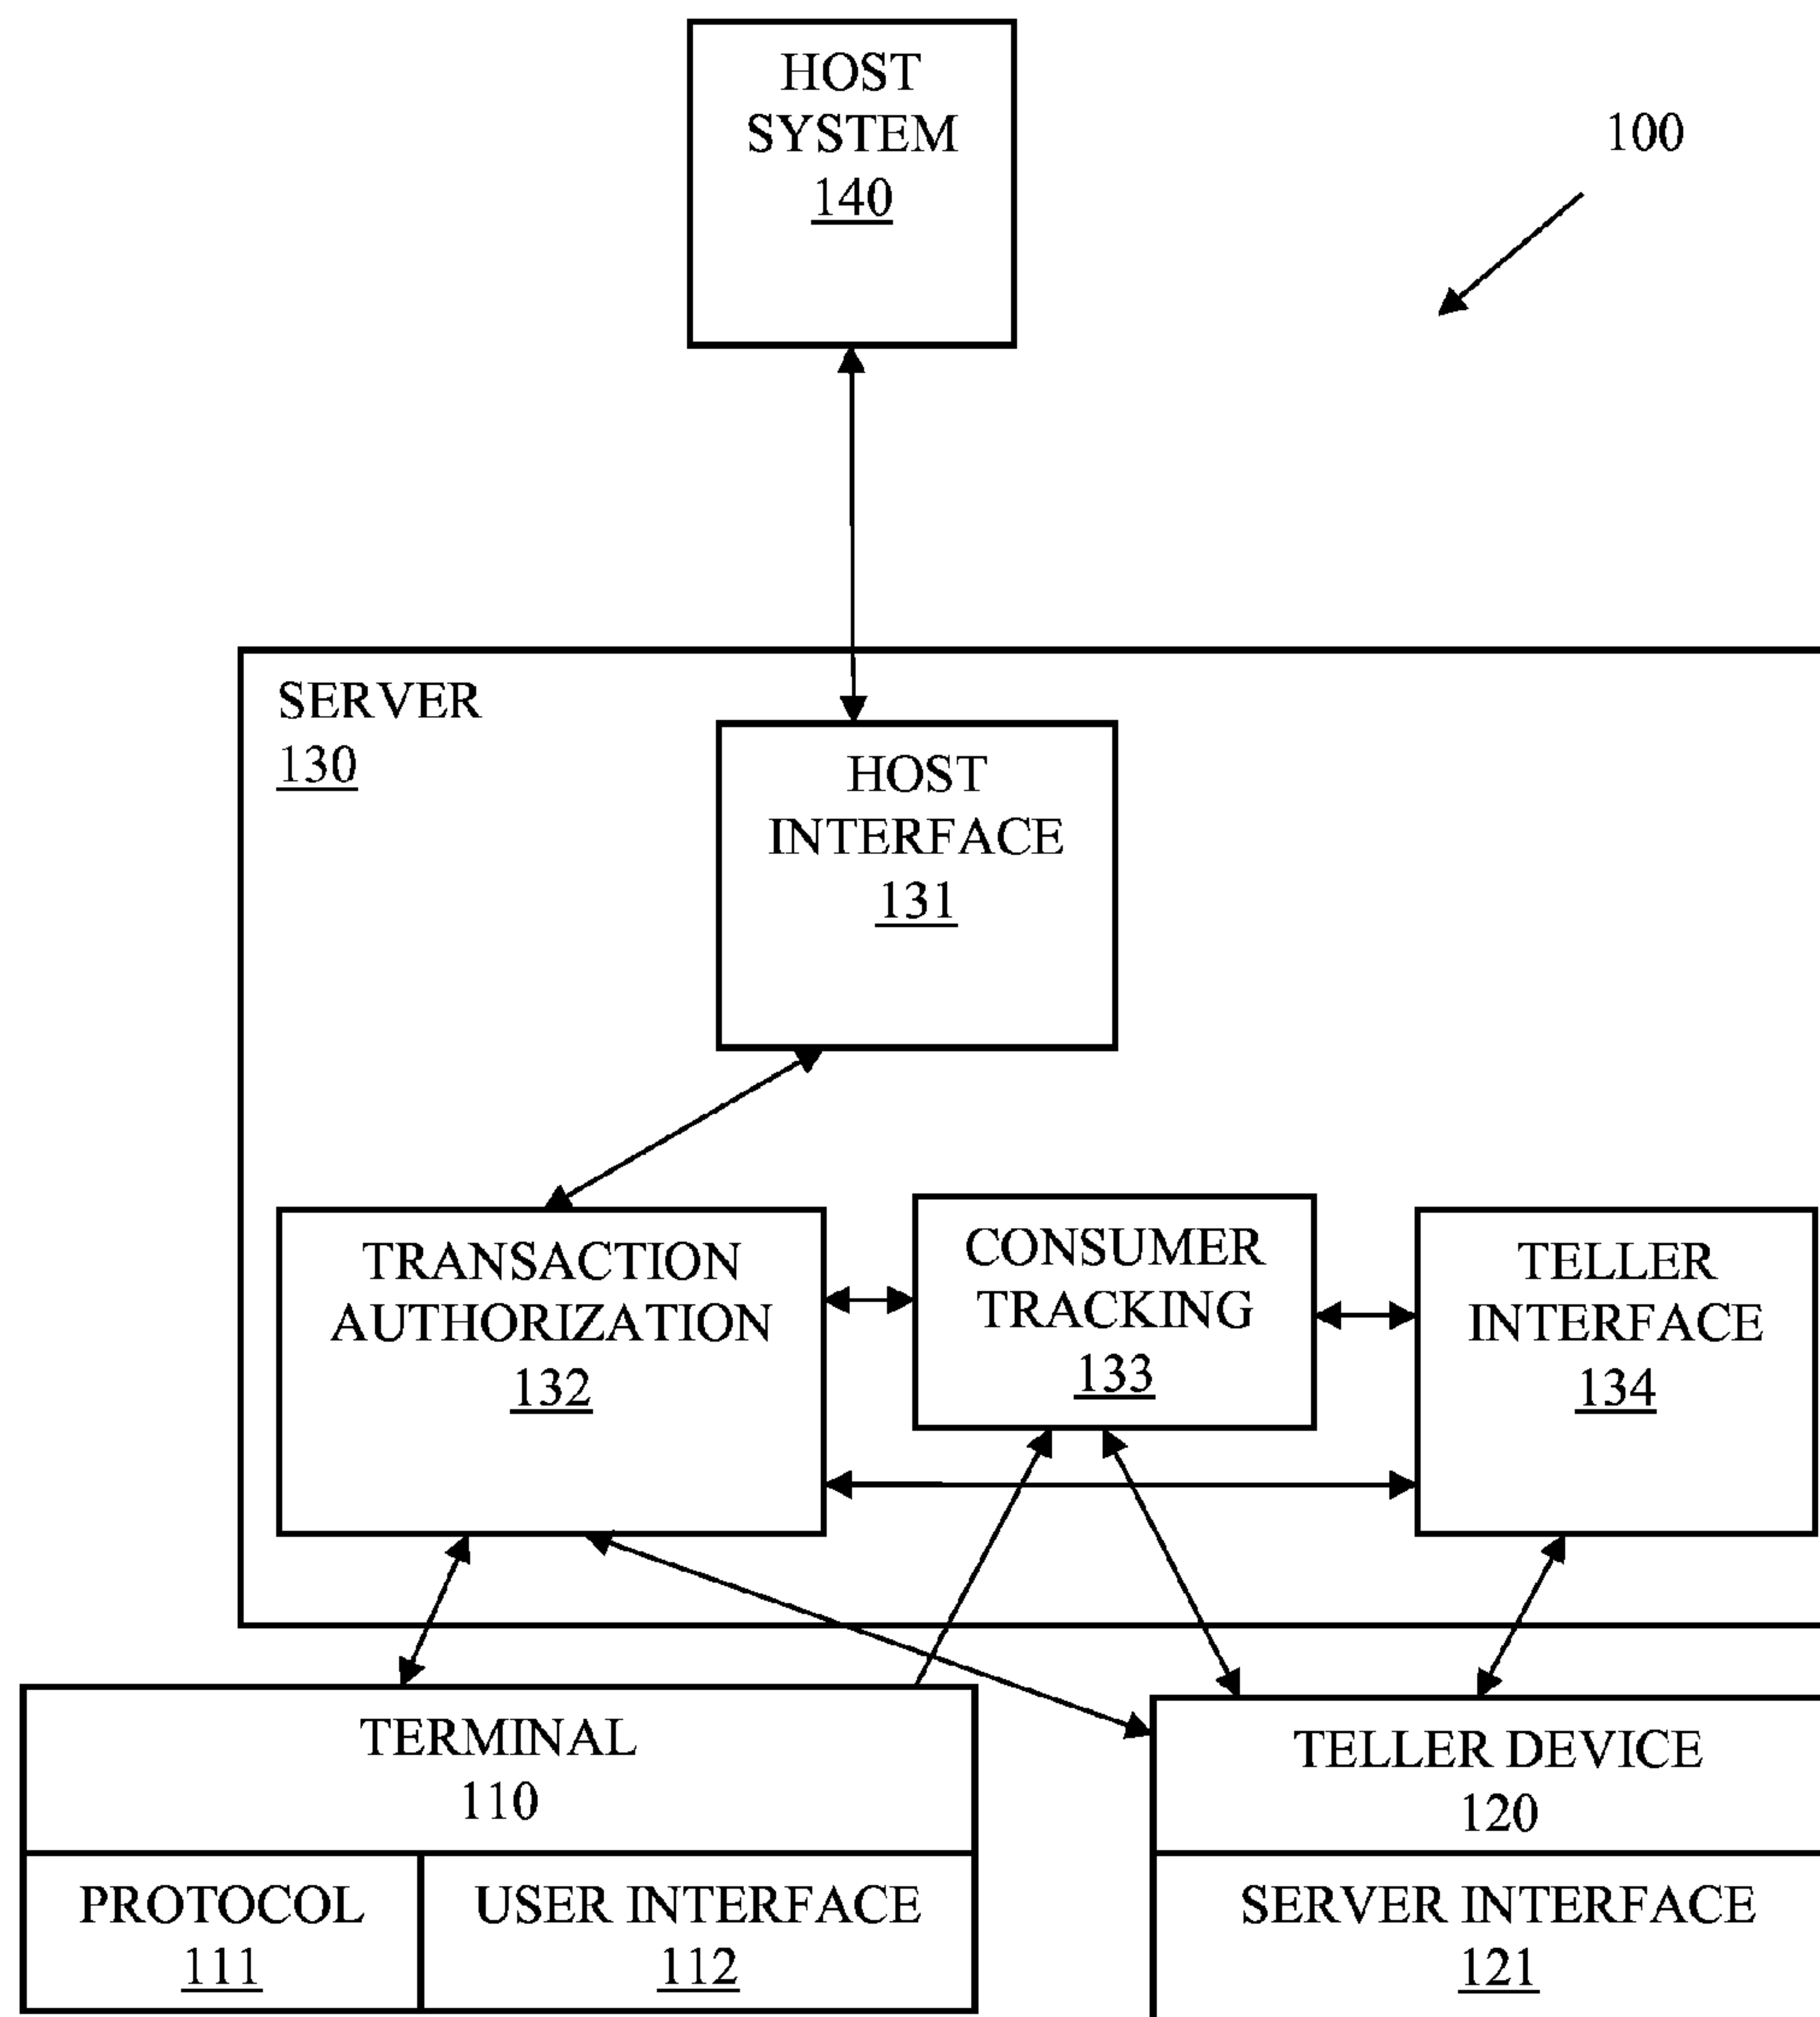 HOST
SYSTEM
140
100
SERVER
130
HOST
INTERFACE
131
TRANSACTION
AUTHORIZATION
132
CONSUMER
TRACKING
133
TELLER
INTERFACE
134
TERMINAL
110
PROTOCOL
111
USER INTERFACE
112
TELLER DEVICE
120
SERVER INTERFACE
121